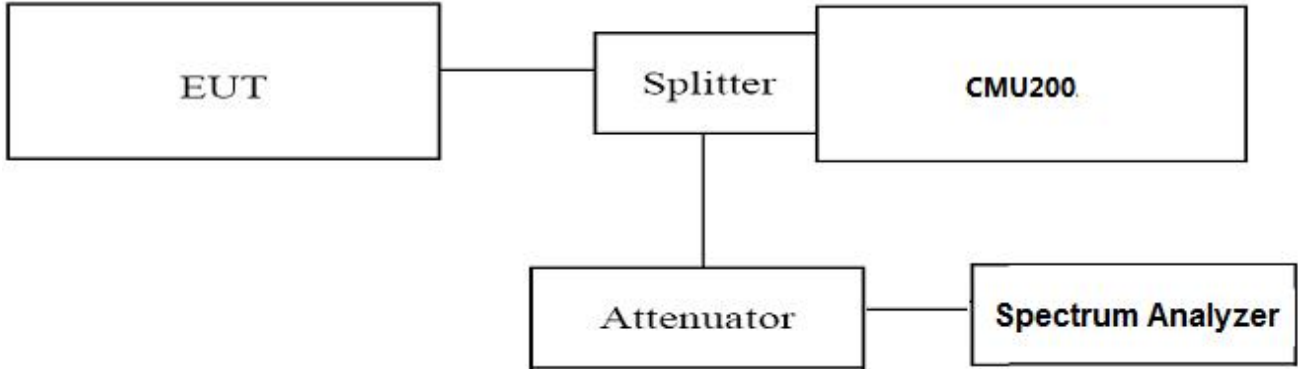 EUT
Splitter
CMU200
Attenuator
Spectrum Analyzer